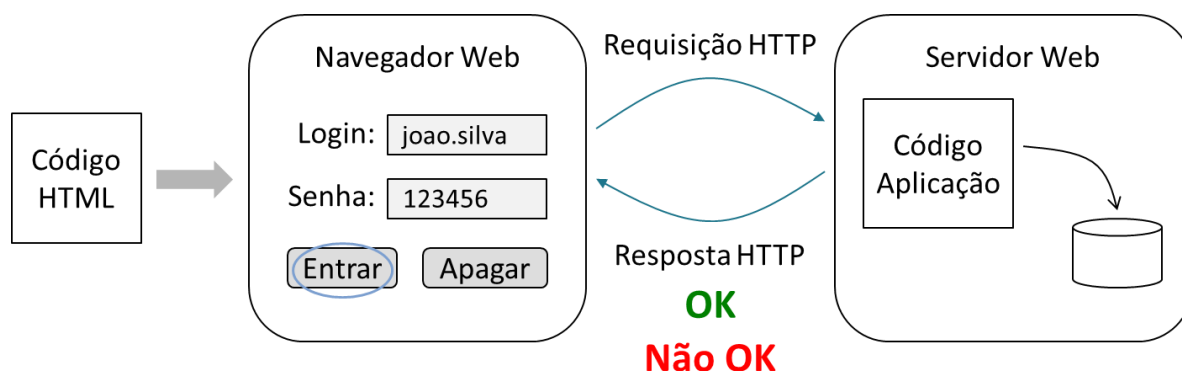 Código
HTML
Navegador Web
Login:
joao.silva
Senha:
123456
Entrar
Apagar
Requisição HTTP
Resposta HTTP
OK
Não OK
Servidor Web
Código
Aplicação